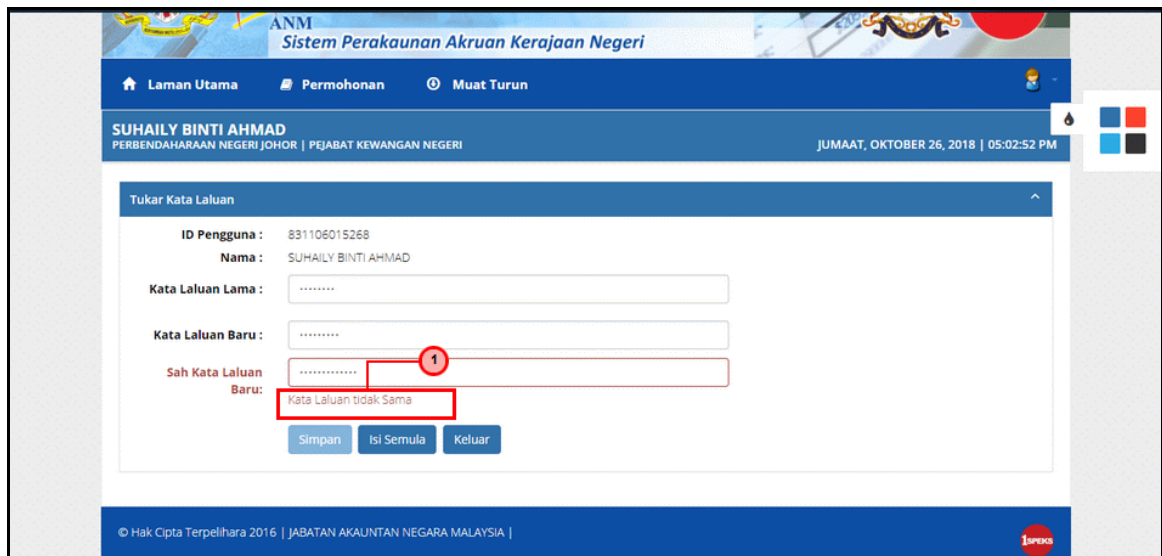 ANM
Sistem Perakaunan Akruan Kerajaan Negeri
Laman Utama Permohonan Muat Turun
SUHAILY BINTI AHMAD
PERBENDAHARAAN NEGERI JOHOR | PEJABAT KEWANGAN NEGERI JUMAAT, OKTOBER 26, 2018 | 05:02:52 PM
Tukar Kata Laluan
ID Pengguna : 831106015268
Nama : SUHAILY BINTI AHMAD
Kata Laluan Lama : ........
Kata Laluan Baru : .........
1
Sah Kata Laluan .............
Baru:
Kata Laluan tidak Sama
Simpan Isi Semula Keluar
© Hak Cipta Terpelihara 2016 | JABATAN AKAUNTAN NEGARA MALAYSIA |
1SPEKS